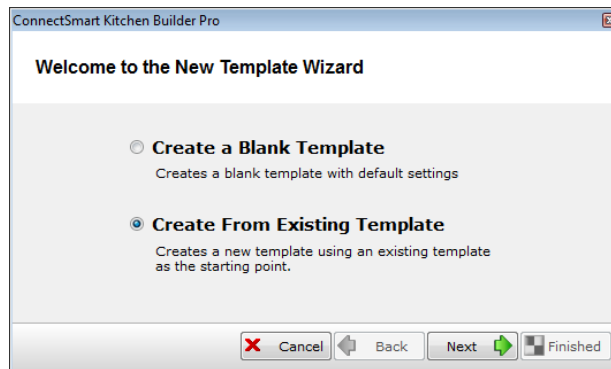 ConnectSmart Kitchen Builder Pro
Welcome to the New Template Wizard
Create a Blank Template
Creates a blank template with default settings
Create From Existing Template
Creates a new template using an existing template
as the starting point.
Cancel Back Next Finished